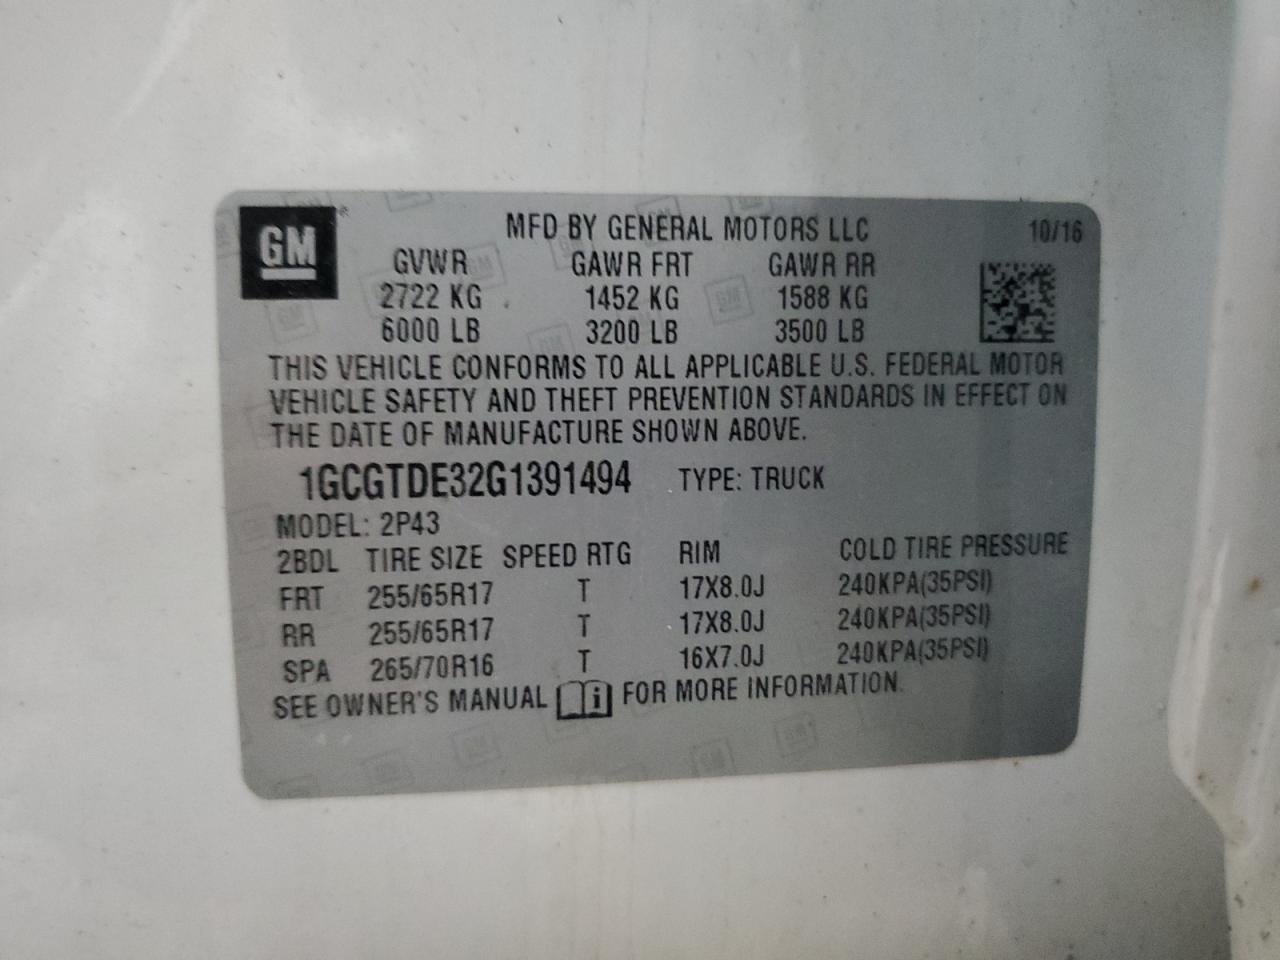 GM
MFD BY GENERAL MOTORS LLC 10/16
GVWR GAWR FRT GAWR RR
2722 KG 1452 KG 1588 KG
6000 LB 3200 LB 3500 LB
THIS VEHICLE CONFORMS TO ALL APPLICABLE U.S. FEDERAL MOTOR
VEHICLE SAFETY AND THEFT PREVENTION STANDARDS IN EFFECT ON
THE DATE OF MANUFACTURE SHOWN ABOVE.
1GCGTDE32G1391494 TYPE: TRUCK
MODEL: 2P43
2BDL TIRE SIZE SPEED RTG RIM COLD TIRE PRESSURE
FRT 255/65R17 T 17X8.0J 240KPA(35PSI)
RR 255/65R17 T 17X8.0J 240KPA(35PSI)
SPA 265/70R16 T 16X7.0J 240KPA(35PSI)
SEE OWNER'S MANUAL i FOR MORE INFORMATION.